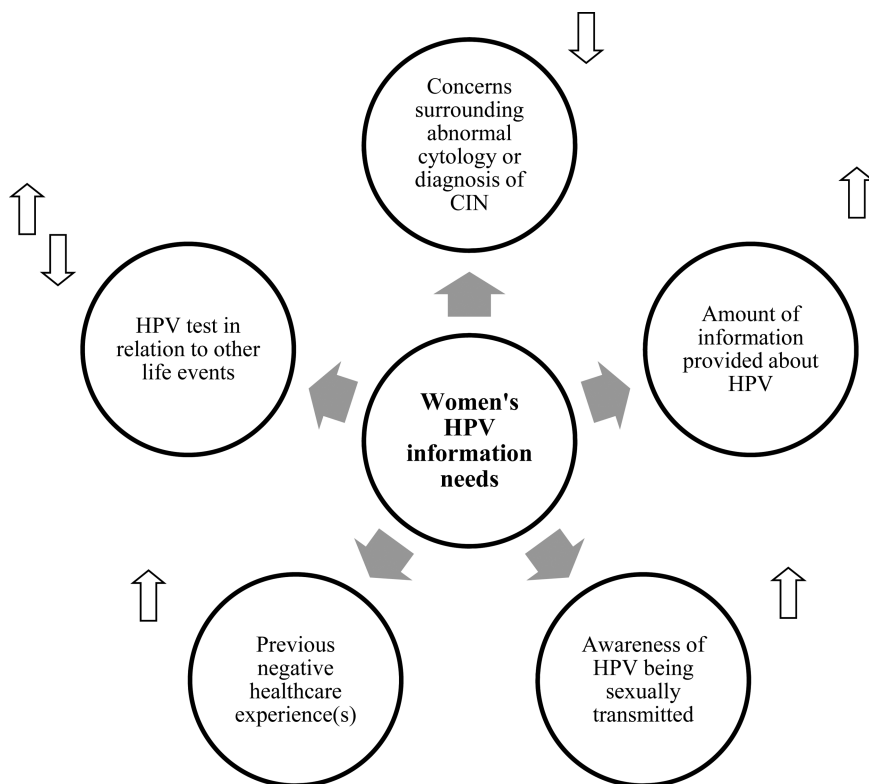 Concerns
surrounding
abnormal
cytology or
diagnosis of
CIN
HPV test in
relation to other
life events
Amount of
information
provided about
HPV
Women's
HPV
information
needs
Previous
negative
healthcare
experience(s)
Awareness of
HPV being
sexually
transmitted